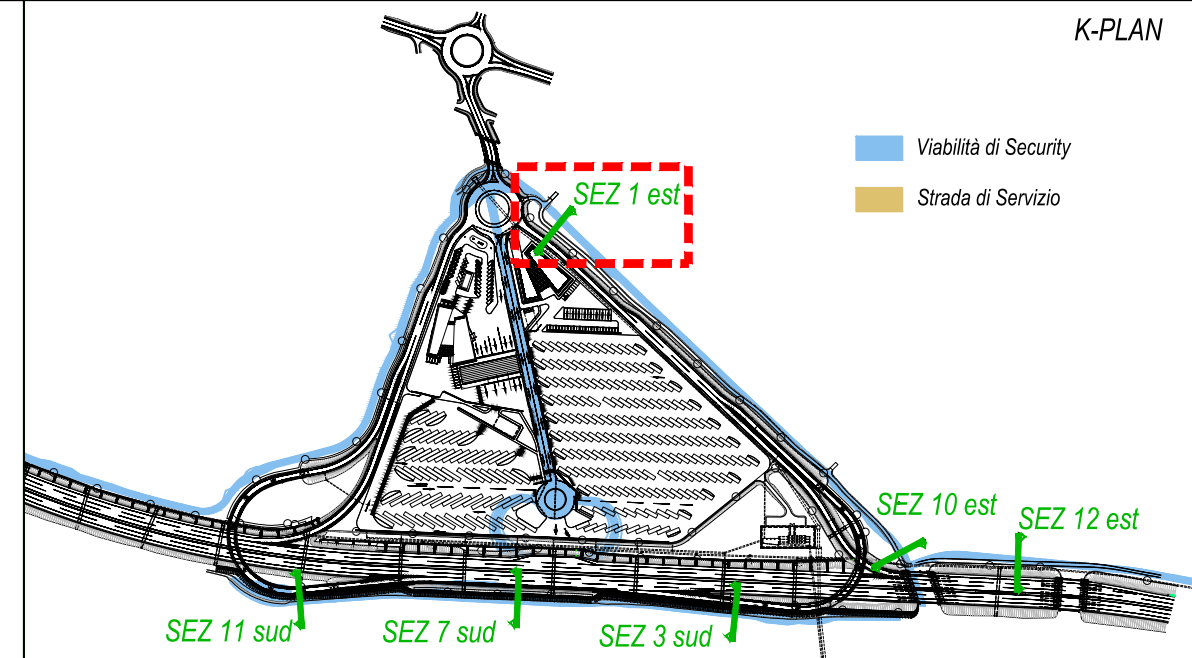 K-PLAN
Viabilità di Security
Strada di Servizio
SEZ 1 est
SEZ 10 est
SEZ 12 est
SEZ 11 sud
SEZ 7 sud
SEZ 3 sud